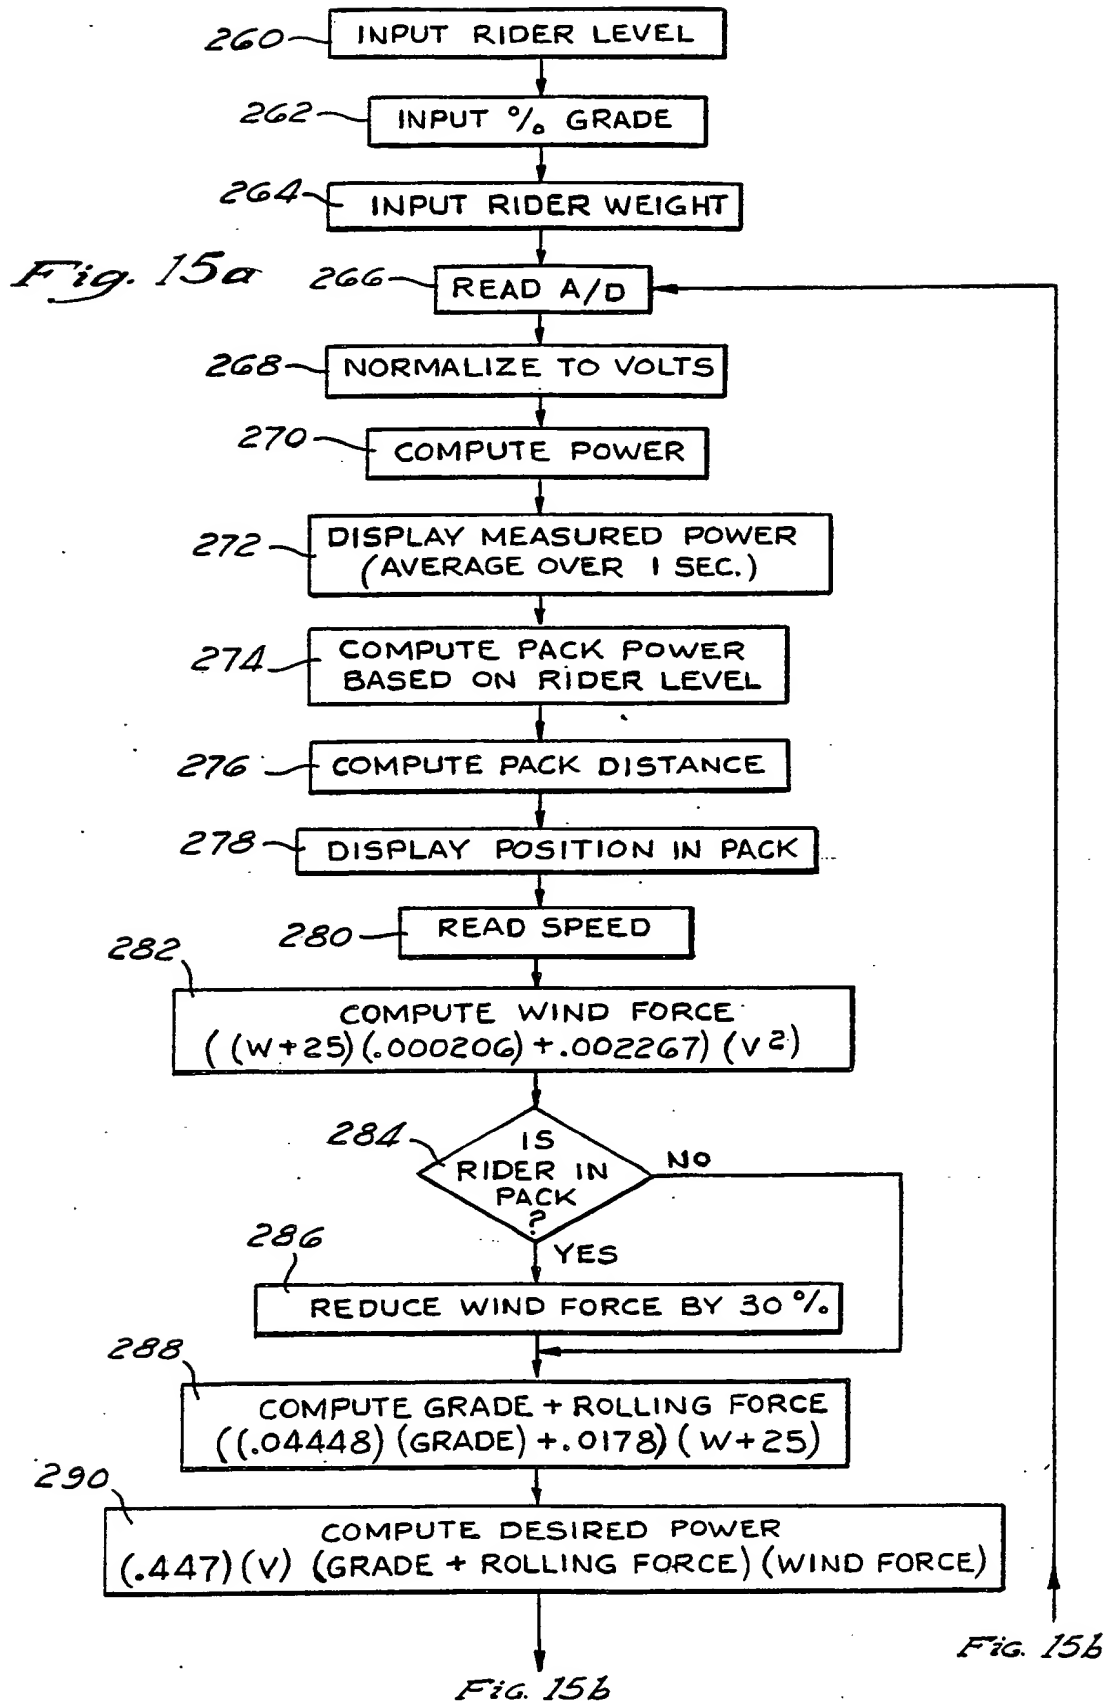 260 INPUT RIDER LEVEL
262 INPUT % GRADE
264 INPUT RIDER WEIGHT
Fig. 15a
266 READ A/D
268 NORMALIZE TO VOLTS
270 COMPUTE POWER
272 DISPLAY MEASURED POWER
(AVERAGE OVER 1 SEC.)
274 COMPUTE PACK POWER
BASED ON RIDER LEVEL
276 COMPUTE PACK DISTANCE
278 DISPLAY POSITION IN PACK
280 READ SPEED
282
COMPUTE WIND FORCE
((W+25)(.000206)+.002267)(V²)
284
IS
RIDER IN
PACK
?
NO
YES
286
REDUCE WIND FORCE BY 30%
288
COMPUTE GRADE + ROLLING FORCE
((.04448)(GRADE)+.0178)(W+25)
290
COMPUTE DESIRED POWER
(.447)(V) (GRADE + ROLLING FORCE)(WIND FORCE)
Fig. 15b
Fig. 15b